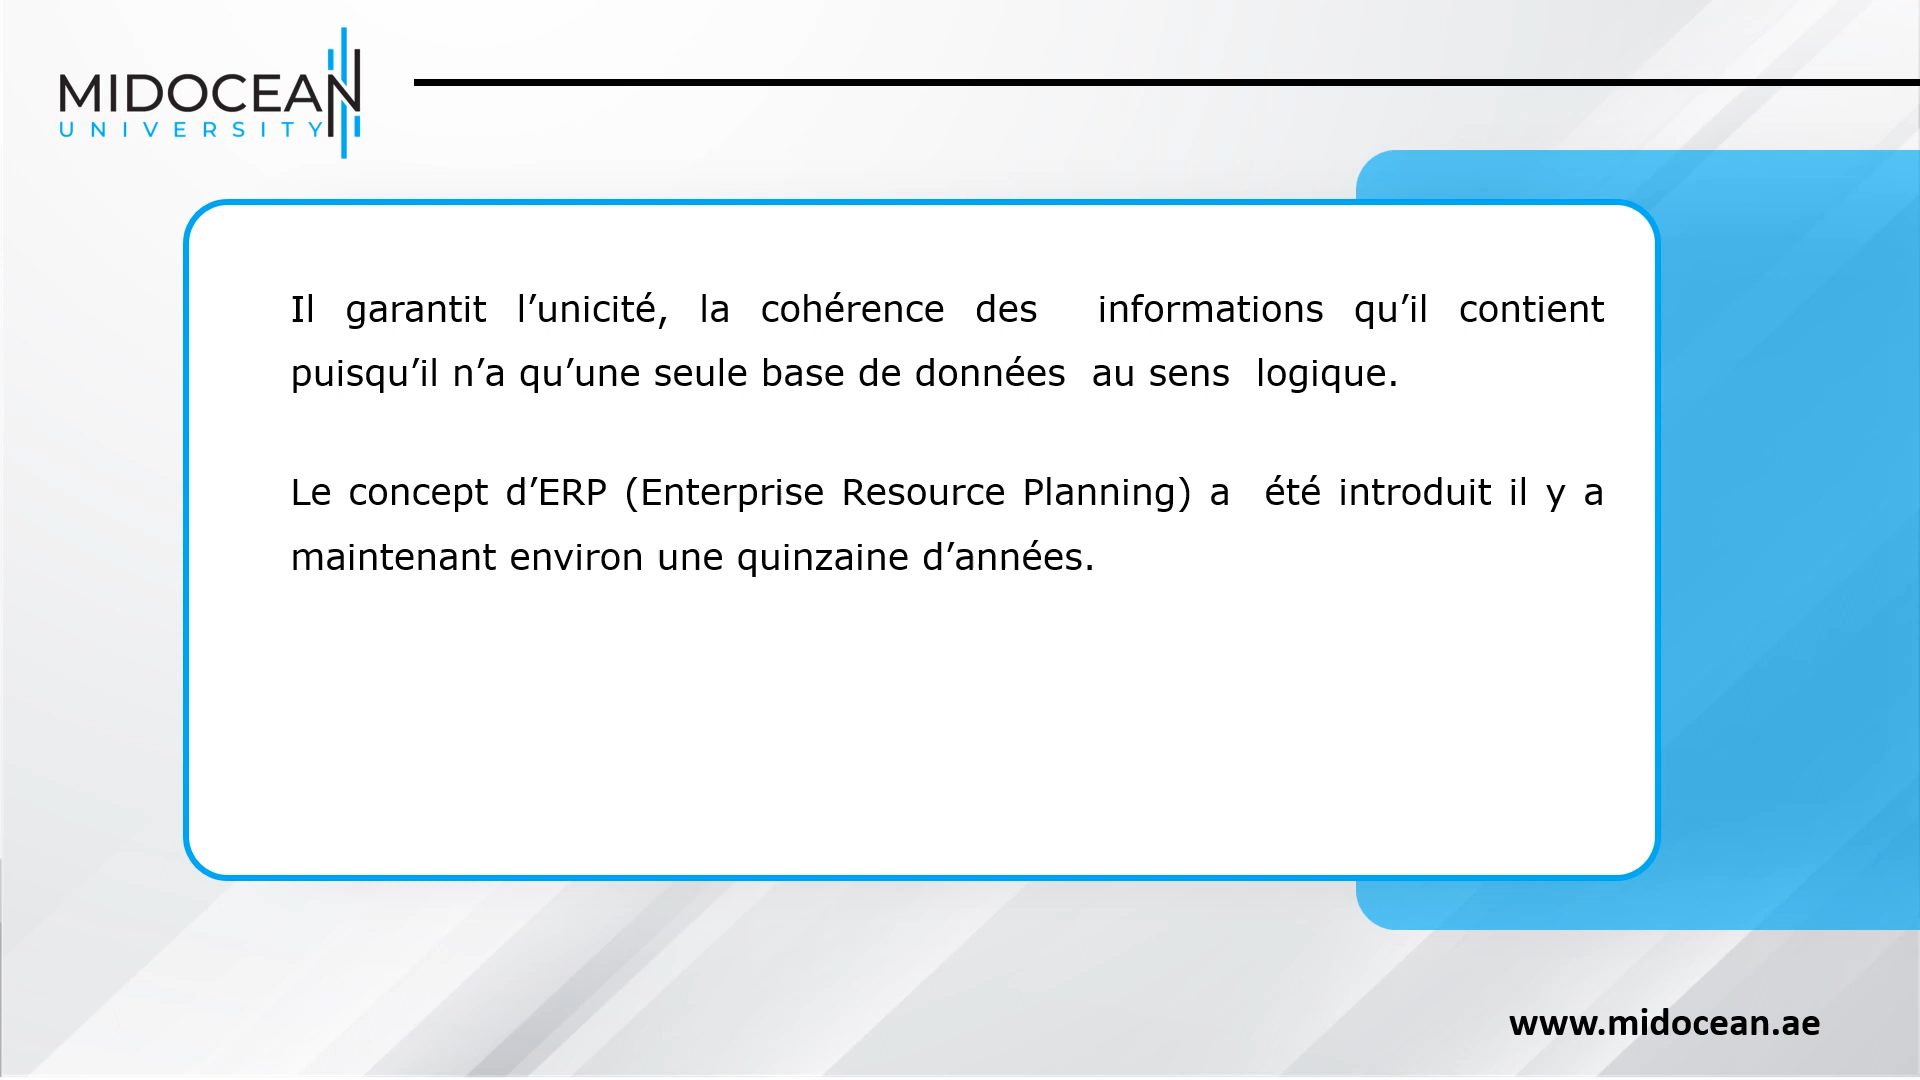 MIDOCEAN
UNIVERSITY
Il garantit l’unicité, la cohérence des informations qu’il contient
puisqu’il n’a qu’une seule base de données au sens logique.
Le concept d’ERP (Enterprise Resource Planning) a été introduit il y a
maintenant environ une quinzaine d’années.
www.midocean.ae